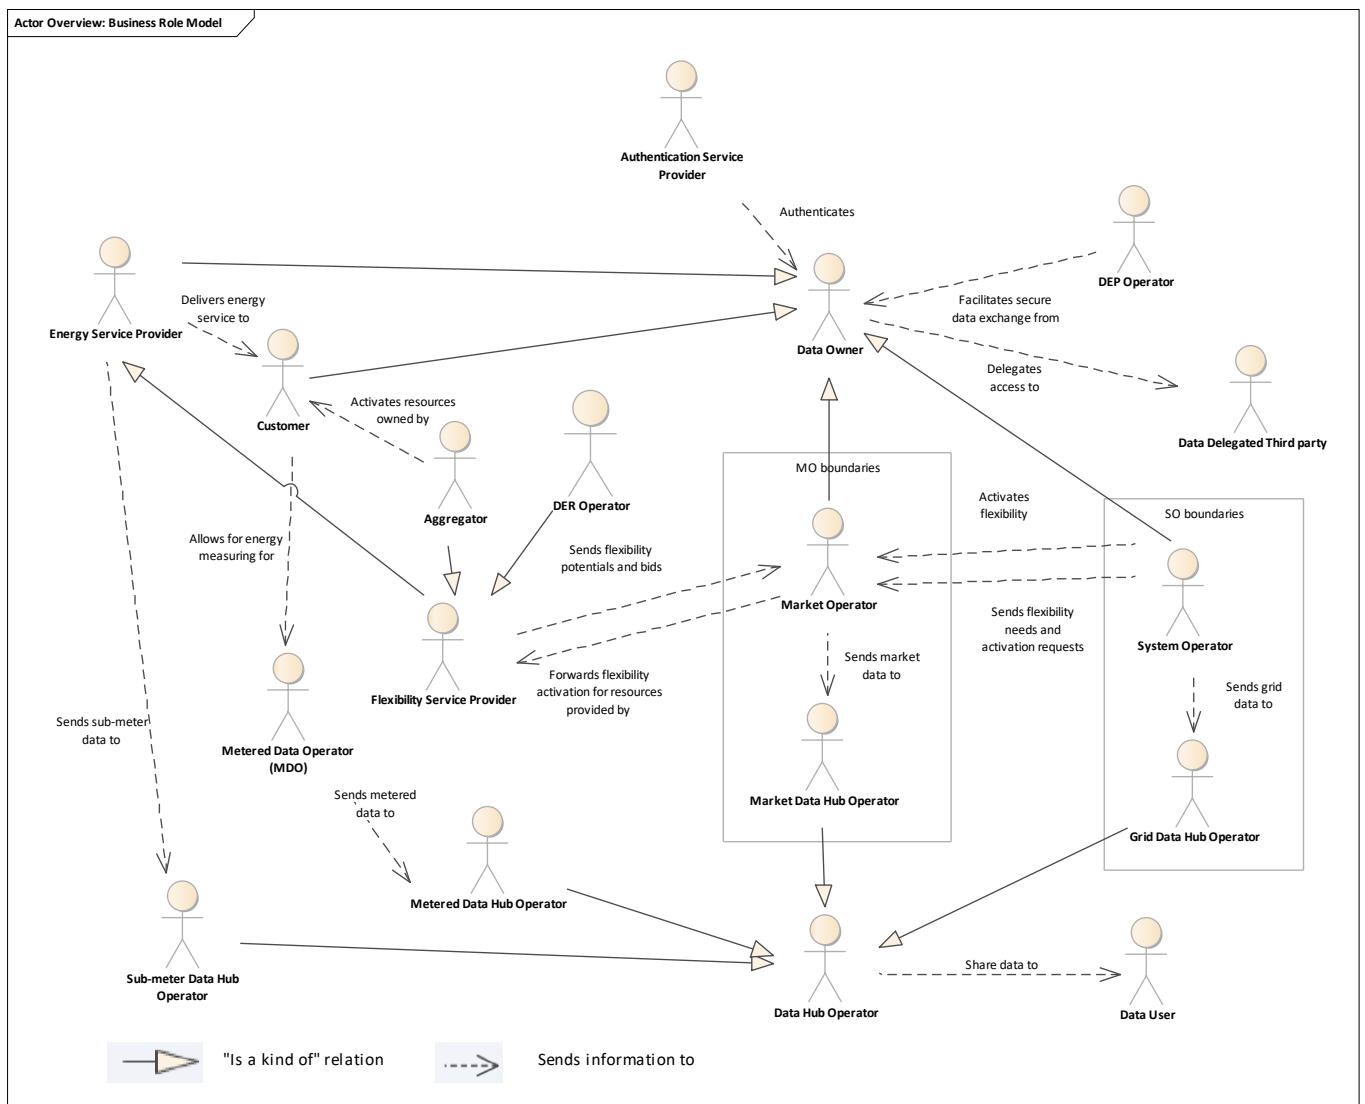 Actor Overview: Business Role Model
Authentication Service
Provider
Authenticates
DEP Operator
Energy Service Provider
Delivers energy
service to
Facilitates secure
data exchange from
Data Owner
Delegates
access to
Customer
Activates resources
owned by
Data Delegated Third party
Aggregator
DER Operator
MO boundaries
Activates
flexibility
SO boundaries
Allows for energy
measuring for
Sends flexibility
potentials and bids
Market Operator
Sends flexibility
needs and
activation requests
System Operator
Flexibility Service Provider
Forwards flexibility
activation for resources
provided by
Sends market
data to
Sends grid
data to
Sends sub-meter
data to
Metered Data Operator
(MDO)
Sends metered
data to
Market Data Hub Operator
Grid Data Hub Operator
Metered Data Hub Operator
Sub-meter Data Hub
Operator
Data Hub Operator
Share data to
Data User
"Is a kind of" relation
Sends information to